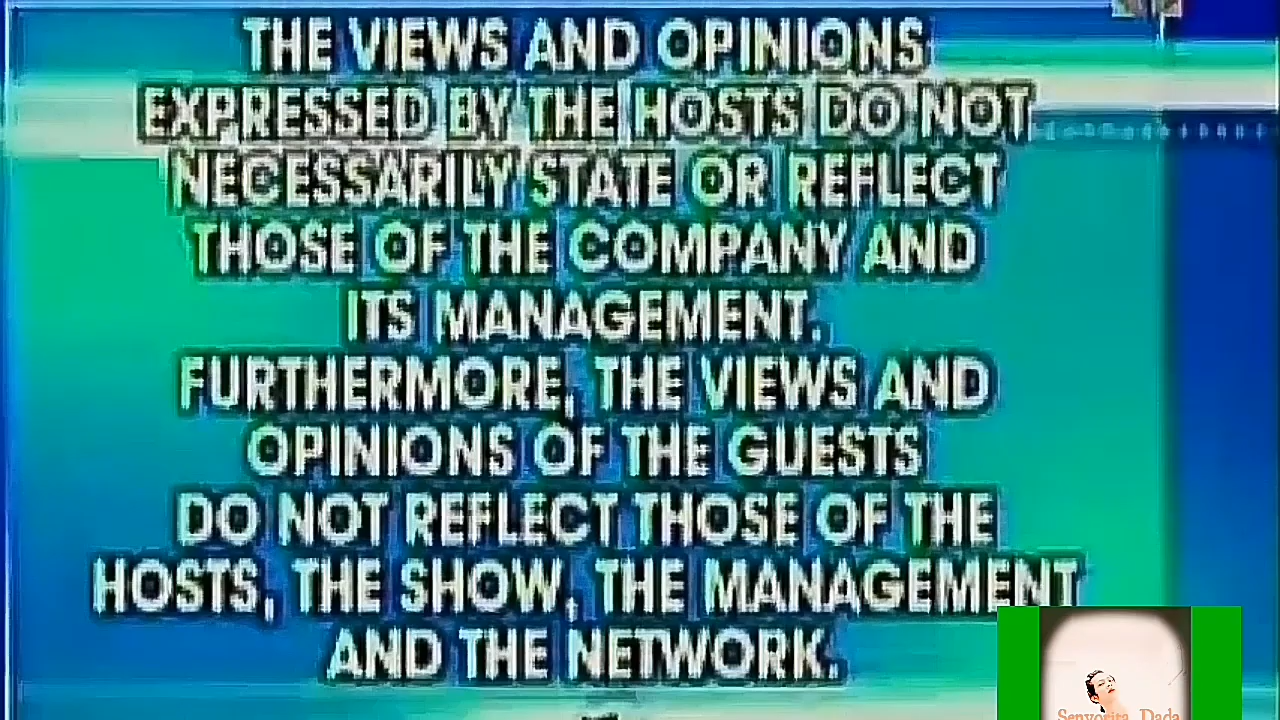 THE VIEWS AND OPINIONS
EXPRESSED BY THE HOSTS DO NOT
NECESSARILY STATE OR REFLECT
THOSE OF THE COMPANY AND
ITS MANAGEMENT.
FURTHERMORE, THE VIEWS AND
OPINIONS OF THE GUESTS
DO NOT REFLECT THOSE OF THE
HOSTS, THE SHOW, THE MANAGEMENT
AND THE NETWORK.
Senyorita Dada